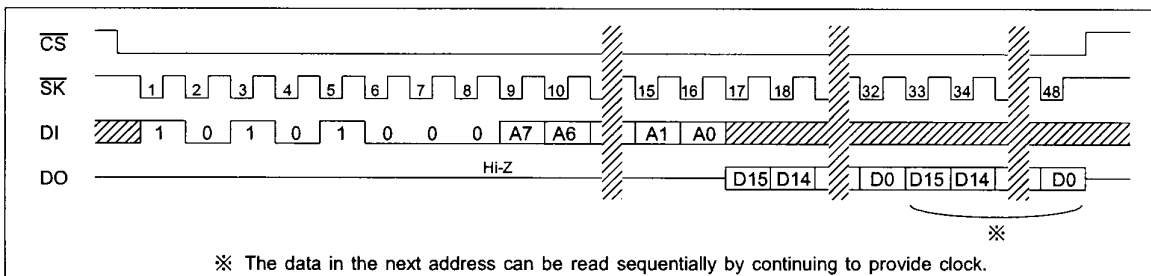 CS
SK 1 2 3 4 5 6 7 8 9 10 15 16 17 18 32 33 34 48
DI 1 0 1 0 1 0 0 0 A7 A6 A1 A0
DO Hi-Z D15 D14 D0 D15 D14 D0
※
※ The data in the next address can be read sequentially by continuing to provide clock.